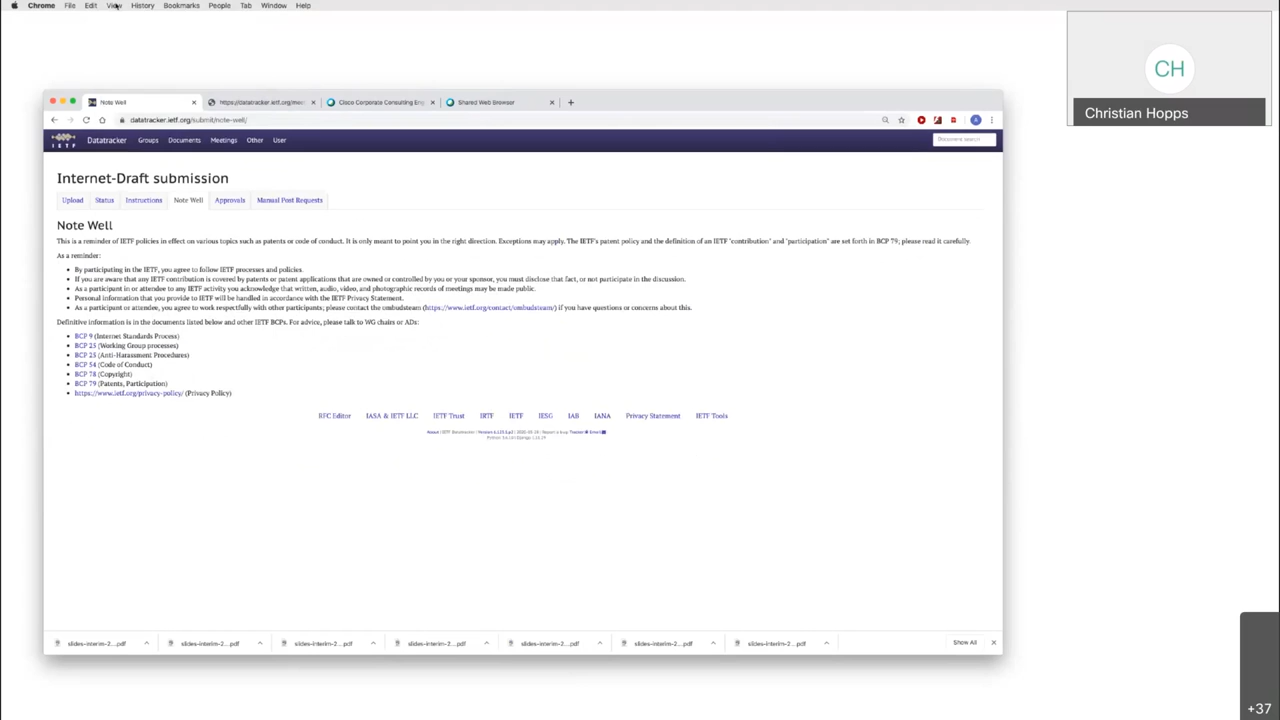 Chrome File Edit View History Bookmarks People Tab Window Help
CH
Christian Hopps
Note Well
https://datatracker.ietf.org/mee
Cisco Corporate Consulting Eng
Shared Web Browser
datatracker.ietf.org/submit/note-well/
IETF
Datatracker Groups Documents Meetings Other User
Document search
Internet-Draft submission
Upload Status Instructions Note Well Approvals Manual Post Requests
Note Well
This is a reminder of IETF policies in effect on various topics such as patents or code of conduct. It is only meant to point you in the right direction. Exceptions may apply. The IETF's patent policy and the definition of an IETF "contribution" and "participation" are set forth in BCP 79; please read it carefully.
As a reminder:
• By participating in the IETF, you agree to follow IETF processes and policies.
• If you are aware that any IETF contribution is covered by patents or patent applications that are owned or controlled by you or your sponsor, you must disclose that fact, or not participate in the discussion.
• As a participant in or attendee to any IETF activity you acknowledge that written, audio, video, and photographic records of meetings may be made public.
• Personal information that you provide to IETF will be handled in accordance with the IETF Privacy Statement.
• As a participant or attendee, you agree to work respectfully with other participants; please contact the ombudsteam (https://www.ietf.org/contact/ombudsteam/) if you have questions or concerns about this.
Definitive information is in the documents listed below and other IETF BCPs. For advice, please talk to WG chairs or ADs:
• BCP 9 (Internet Standards Process)
• BCP 25 (Working Group processes)
• BCP 25 (Anti-Harassment Procedures)
• BCP 54 (Code of Conduct)
• BCP 78 (Copyright)
• BCP 79 (Patents, Participation)
• https://www.ietf.org/privacy-policy/ (Privacy Policy)
RFC Editor IASA & IETF LLC IETF Trust IRTF IETF IESG IAB IANA Privacy Statement IETF Tools
slides-interim-2....pdf slides-interim-2....pdf slides-interim-2....pdf slides-interim-2....pdf slides-interim-2....pdf slides-interim-2....pdf slides-interim-2....pdf Show All
+37